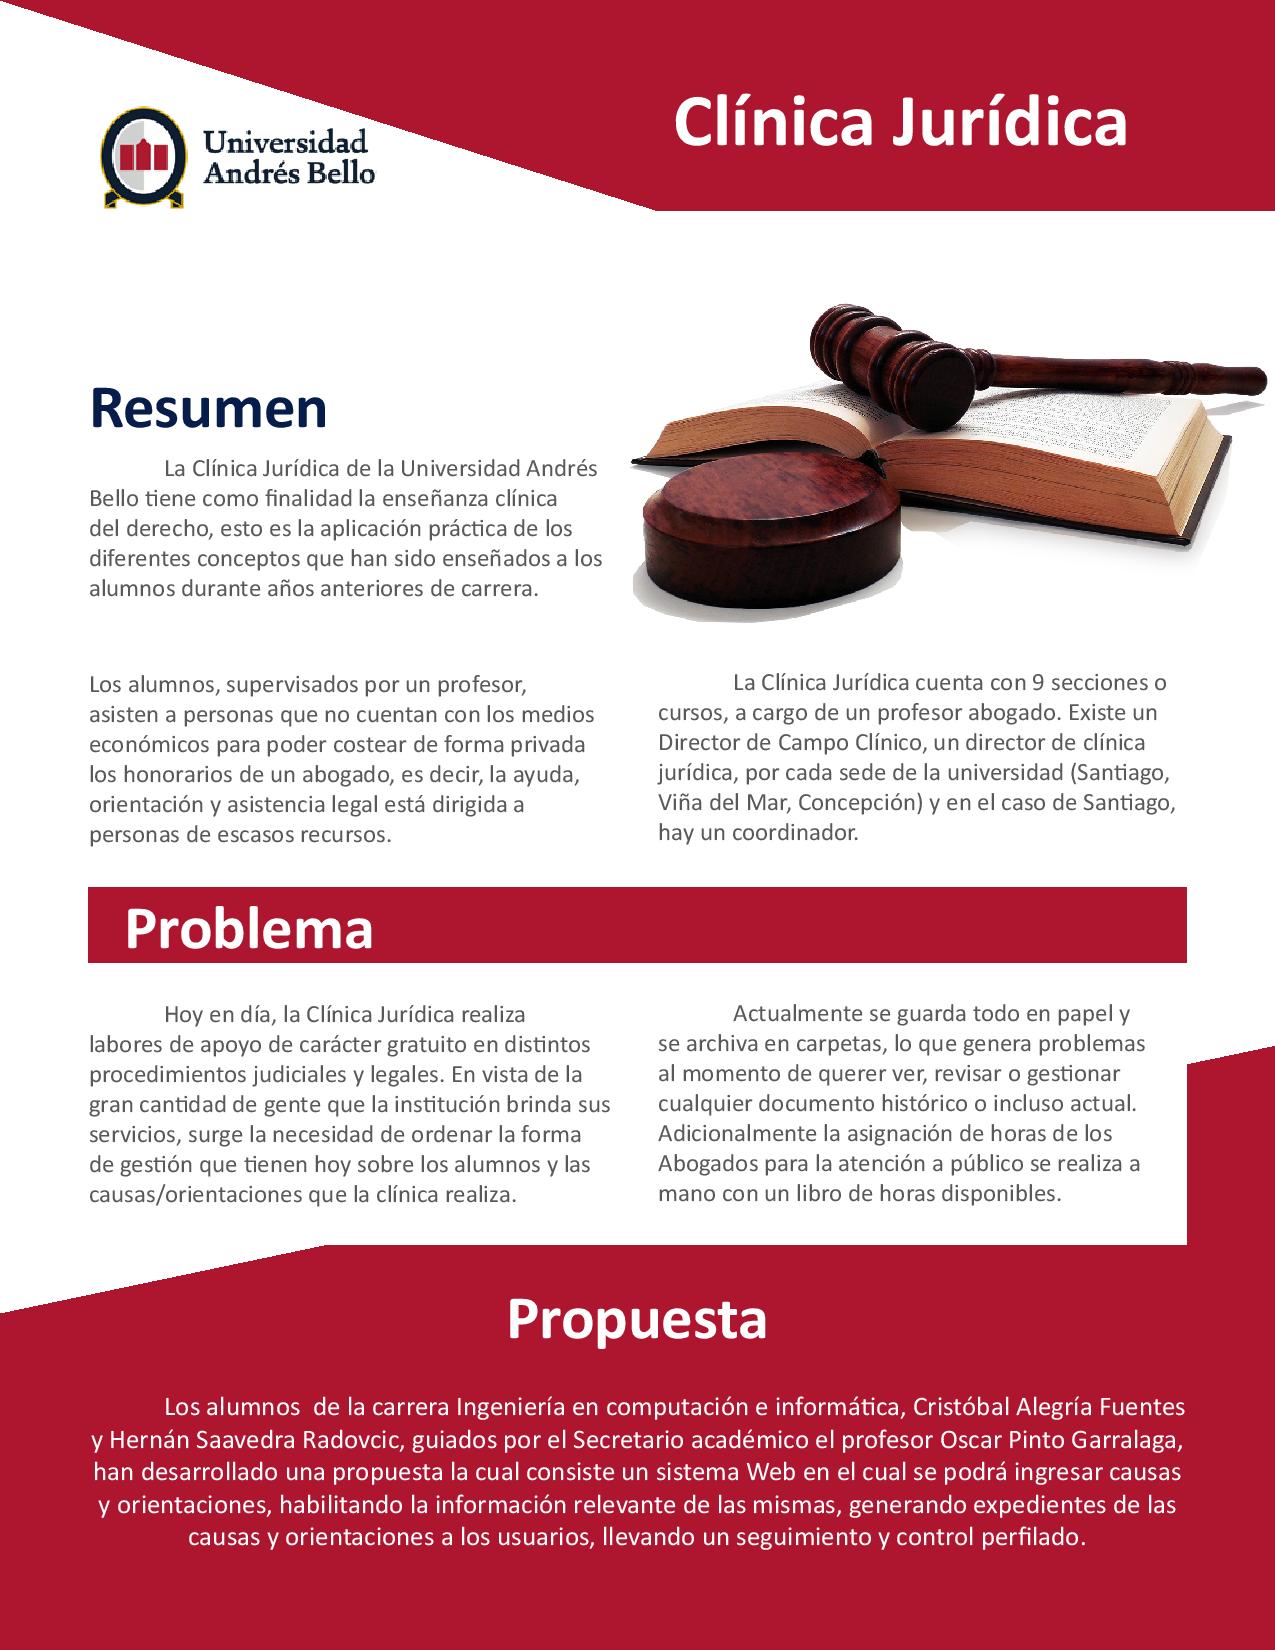 Clínica Jurídica
Universidad
Andrés Bello
Resumen
La Clínica Jurídica de la Universidad Andrés
Bello tiene como finalidad la enseñanza clínica
del derecho, esto es la aplicación práctica de los
diferentes conceptos que han sido enseñados a los
alumnos durante años anteriores de carrera.
Los alumnos, supervisados por un profesor,
asisten a personas que no cuentan con los medios
económicos para poder costear de forma privada
los honorarios de un abogado, es decir, la ayuda,
orientación y asistencia legal está dirigida a
personas de escasos recursos.
La Clínica Jurídica cuenta con 9 secciones o
cursos, a cargo de un profesor abogado. Existe un
Director de Campo Clínico, un director de clínica
jurídica, por cada sede de la universidad (Santiago,
Viña del Mar, Concepción) y en el caso de Santiago,
hay un coordinador.
Problema
Hoy en día, la Clínica Jurídica realiza
labores de apoyo de carácter gratuito en distintos
procedimientos judiciales y legales. En vista de la
gran cantidad de gente que la institución brinda sus
servicios, surge la necesidad de ordenar la forma
de gestión que tienen hoy sobre los alumnos y las
causas/orientaciones que la clínica realiza.
Actualmente se guarda todo en papel y
se archiva en carpetas, lo que genera problemas
al momento de querer ver, revisar o gestionar
cualquier documento histórico o incluso actual.
Adicionalmente la asignación de horas de los
Abogados para la atención a público se realiza a
mano con un libro de horas disponibles.
Propuesta
Los alumnos  de la carrera Ingeniería en computación e informática, Cristóbal Alegría Fuentes
y Hernán Saavedra Radovcic, guiados por el Secretario académico el profesor Oscar Pinto Garralaga,
han desarrollado una propuesta la cual consiste un sistema Web en el cual se podrá ingresar causas
y orientaciones, habilitando la información relevante de las mismas, generando expedientes de las
causas y orientaciones a los usuarios, llevando un seguimiento y control perfilado.